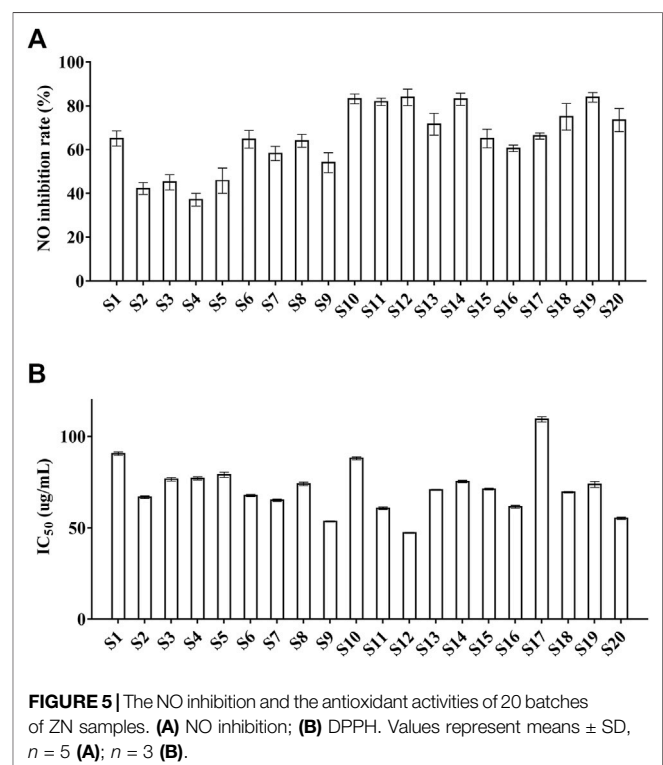 A
NO inhibition rate (%)
100
80
60
40
20
0
S1 S2 S3 S4 S5 S6 S7 S8 S9 S10 S11 S12 S13 S14 S15 S16 S17 S18 S19 S20
B
IC50 (ug/mL)
100
50
0
S1 S2 S3 S4 S5 S6 S7 S8 S9 S10 S11 S12 S13 S14 S15 S16 S17 S18 S19 S20
FIGURE 5 | The NO inhibition and the antioxidant activities of 20 batches
of ZN samples. (A) NO inhibition; (B) DPPH. Values represent means ± SD,
n = 5 (A); n = 3 (B).